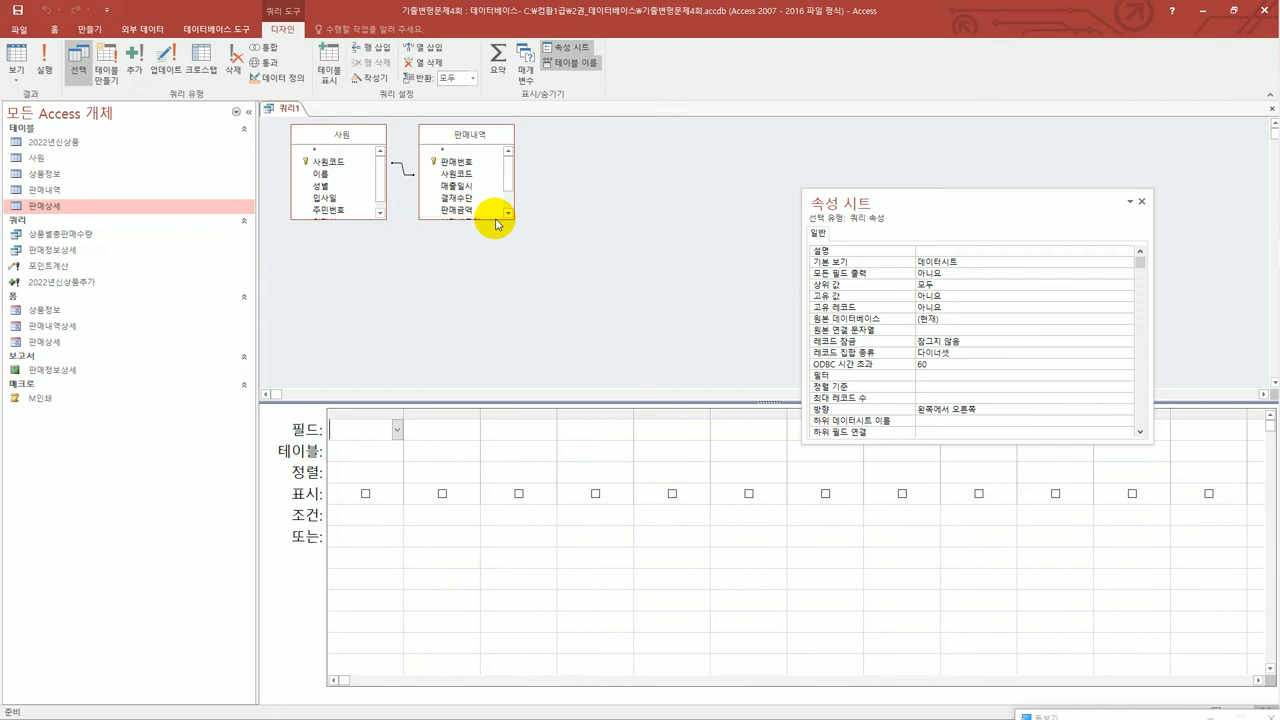 쿼리 도구
기출변형문제4회 : 데이터베이스- C:₩컴활1급₩2권_데이터베이스₩기출변형문제4회.accdb (Access 2007 - 2016 파일 형식) - Access
파일 홈 만들기 외부 데이터 데이터베이스 도구 디자인 수행할 작업을 알려 주세요.
보기 실행 선택 테이블 만들기 추가 업데이트 크로스탭 삭제 통합 통과 데이터 정의 테이블 표시 행 삽입 행 삭제 작성기 열 삽입 열 삭제 반환: 모두 요약 매개 변수 속성 시트 테이블 이름
결과 쿼리 유형 쿼리 설정 표시/숨기기
모든 Access 개체
테이블
2022년신상품
사원
상품정보
판매내역
판매상세
쿼리
상품별총판매수량
판매정보상세
포인트계산
2022년신상품추가
폼
상품정보
판매내역상세
판매상세
보고서
판매정보상세
매크로
M인쇄
쿼리1
사원
*
사원코드
이름
성별
입사일
주민번호
판매내역
*
판매번호
사원코드
매출일시
결재수단
판매금액
속성 시트
선택 유형: 쿼리 속성
일반
설명
기본 보기 데이터시트
모든 필드 출력 아니요
상위 값 모두
고유 값 아니요
고유 레코드 아니요
원본 데이터베이스 (현재)
원본 연결 문자열
레코드 잠금 잠그지 않음
레코드 집합 종류 다이너셋
ODBC 시간 초과 60
필터
정렬 기준
최대 레코드 수
방향 왼쪽에서 오른쪽
하위 데이터시트 이름
하위 필드 연결
필드:
테이블:
정렬:
표시:
조건:
또는:
준비
돋보기